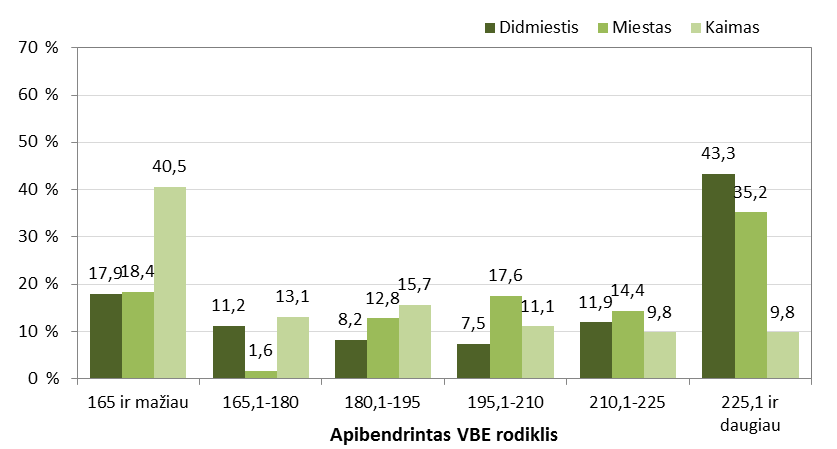 Didmiestis Miestas Kaimas
70 %
60 %
50 %
40 %
30 %
20 %
10 %
0 %
17,9 18,4 40,5
11,2 1,6 13,1
8,2 12,8 15,7
7,5 17,6 11,1
11,9 14,4 9,8
43,3 35,2 9,8
165 ir mažiau 165,1-180 180,1-195 195,1-210 210,1-225 225,1 ir
daugiau
Apibendrintas VBE rodiklis